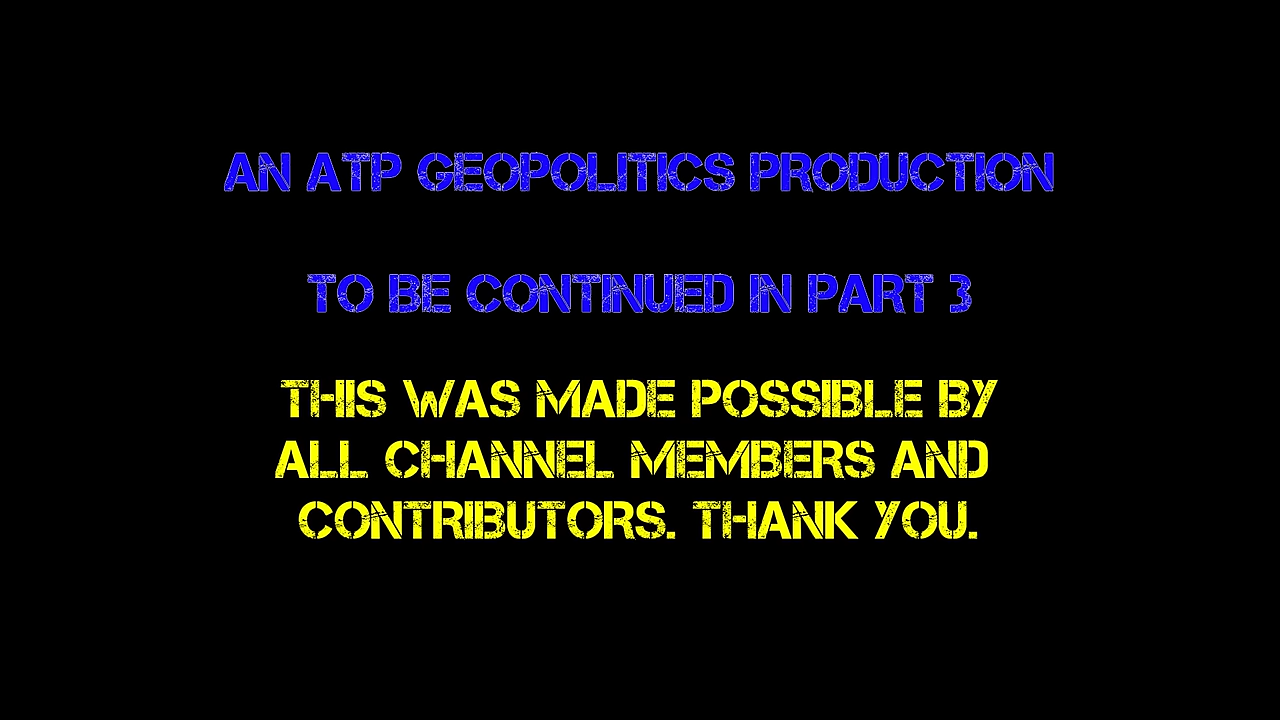 AN ATP GEOPOLITICS PRODUCTION
TO BE CONTINUED IN PART 3
THIS WAS MADE POSSIBLE BY
ALL CHANNEL MEMBERS AND
CONTRIBUTORS. THANK YOU.